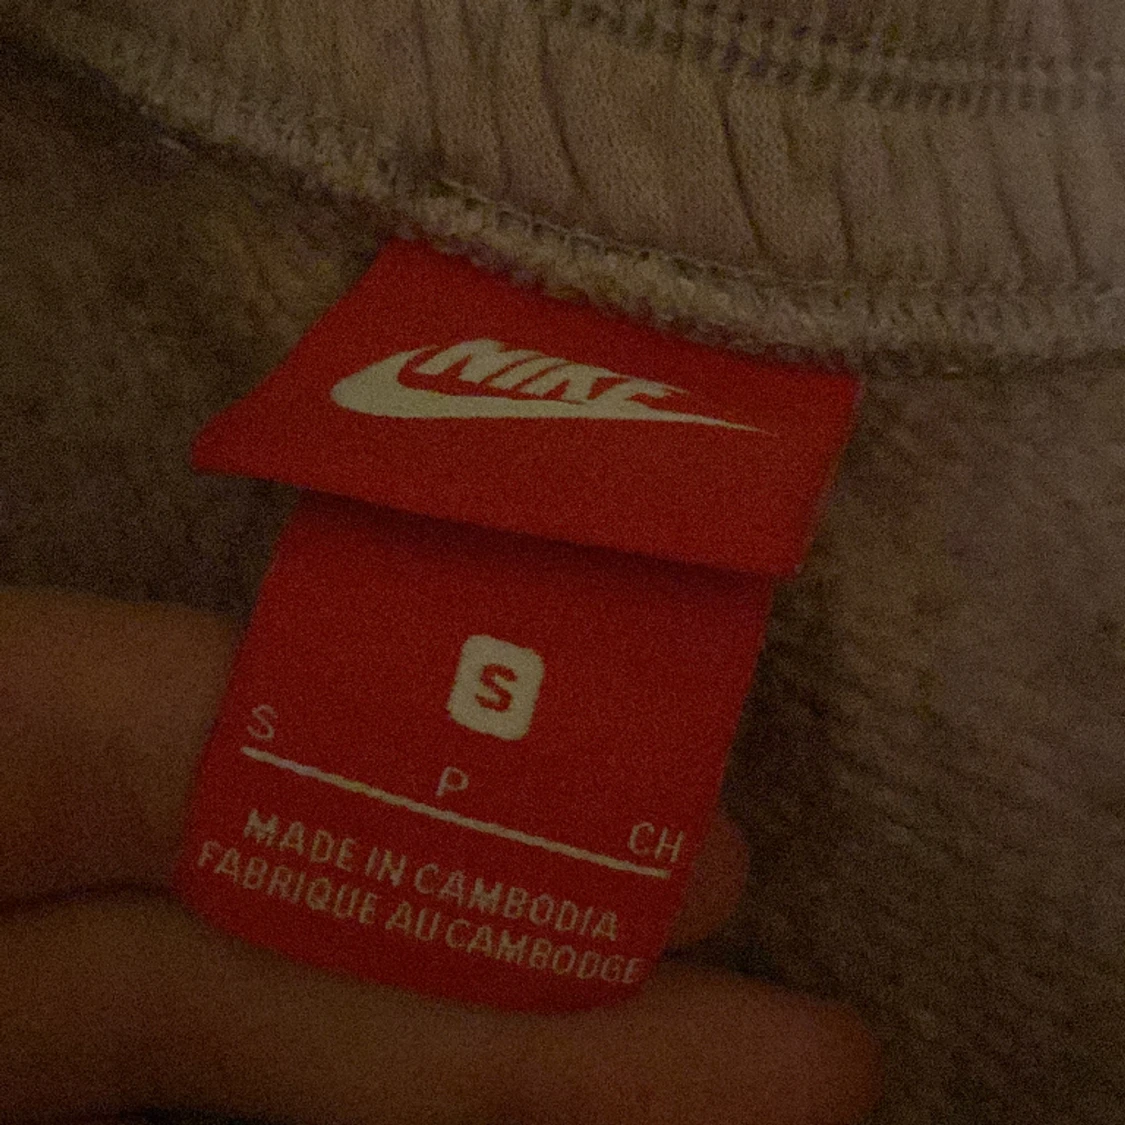 NIKE
S
S P CH
MADE IN CAMBODIA
FABRIQUE AU CAMBODGE